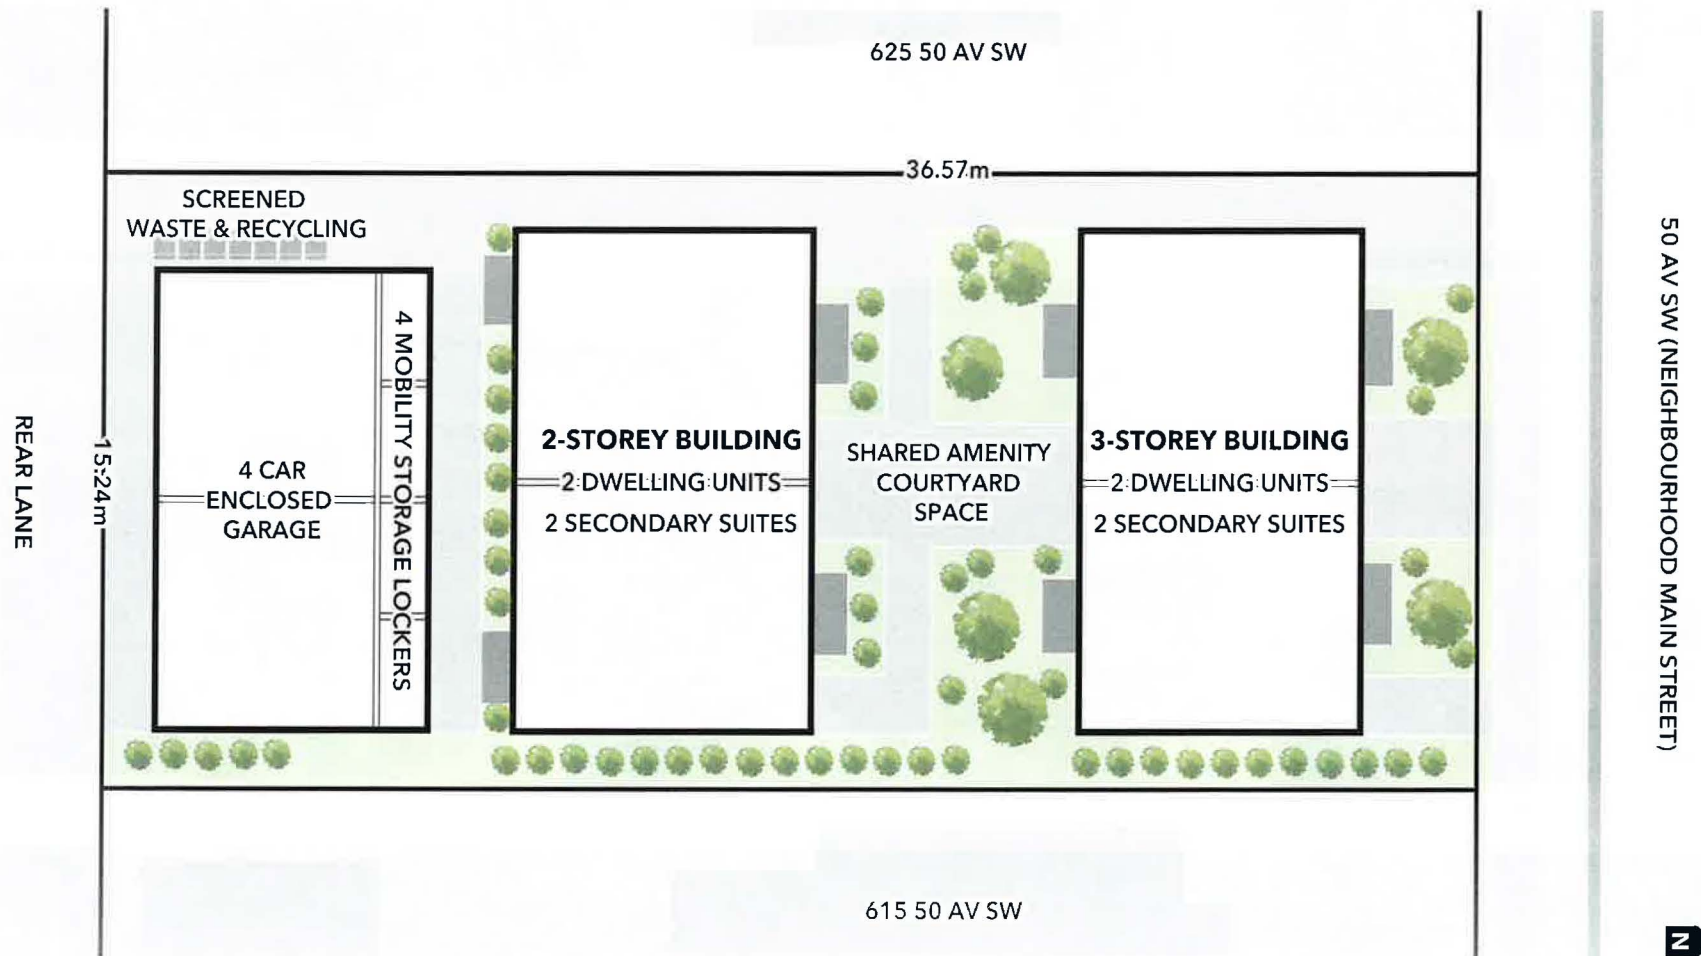 625 50 AV SW
36.57m
SCREENED
WASTE & RECYCLING
4 MOBILITY STORAGE LOCKERS
4 CAR
ENCLOSED
GARAGE
15.24m
REAR LANE
2-STOREY BUILDING
2 DWELLING UNITS
2 SECONDARY SUITES
SHARED AMENITY
COURTYARD
SPACE
3-STOREY BUILDING
2 DWELLING UNITS
2 SECONDARY SUITES
50 AV SW (NEIGHBOURHOOD MAIN STREET)
615 50 AV SW
N